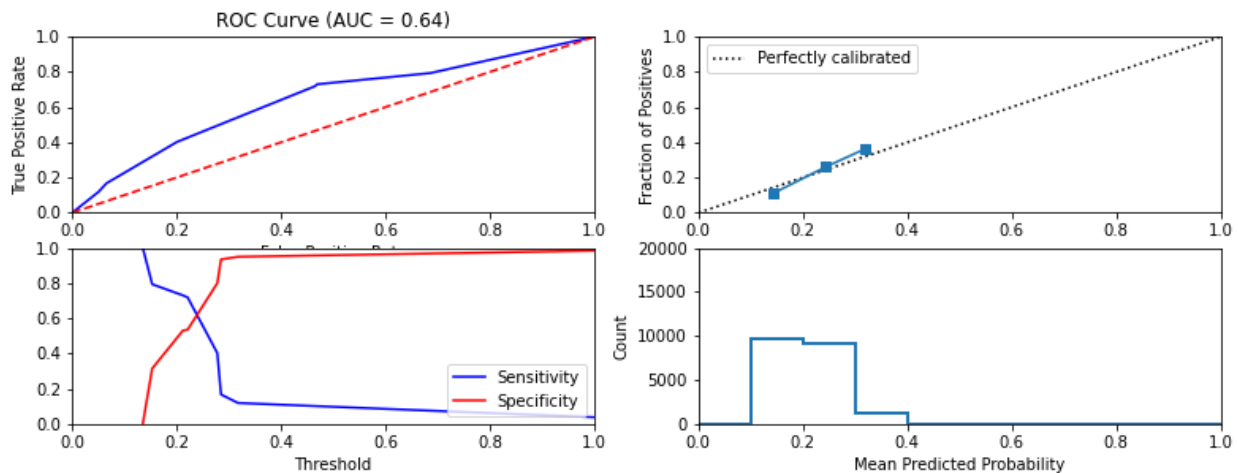 ROC Curve (AUC = 0.64)
True Positive Rate
1.0
0.8
0.6
0.4
0.2
0.0
0.0 0.2 0.4 0.6 0.8 1.0
Fraction of Positives
1.0
0.8
0.6
0.4
0.2
0.0
Perfectly calibrated
0.0 0.2 0.4 0.6 0.8 1.0
1.0
0.8
0.6
0.4
0.2
0.0
Sensitivity
Specificity
0.0 0.2 0.4 0.6 0.8 1.0
Threshold
Count
20000
15000
10000
5000
0
0.0 0.2 0.4 0.6 0.8 1.0
Mean Predicted Probability